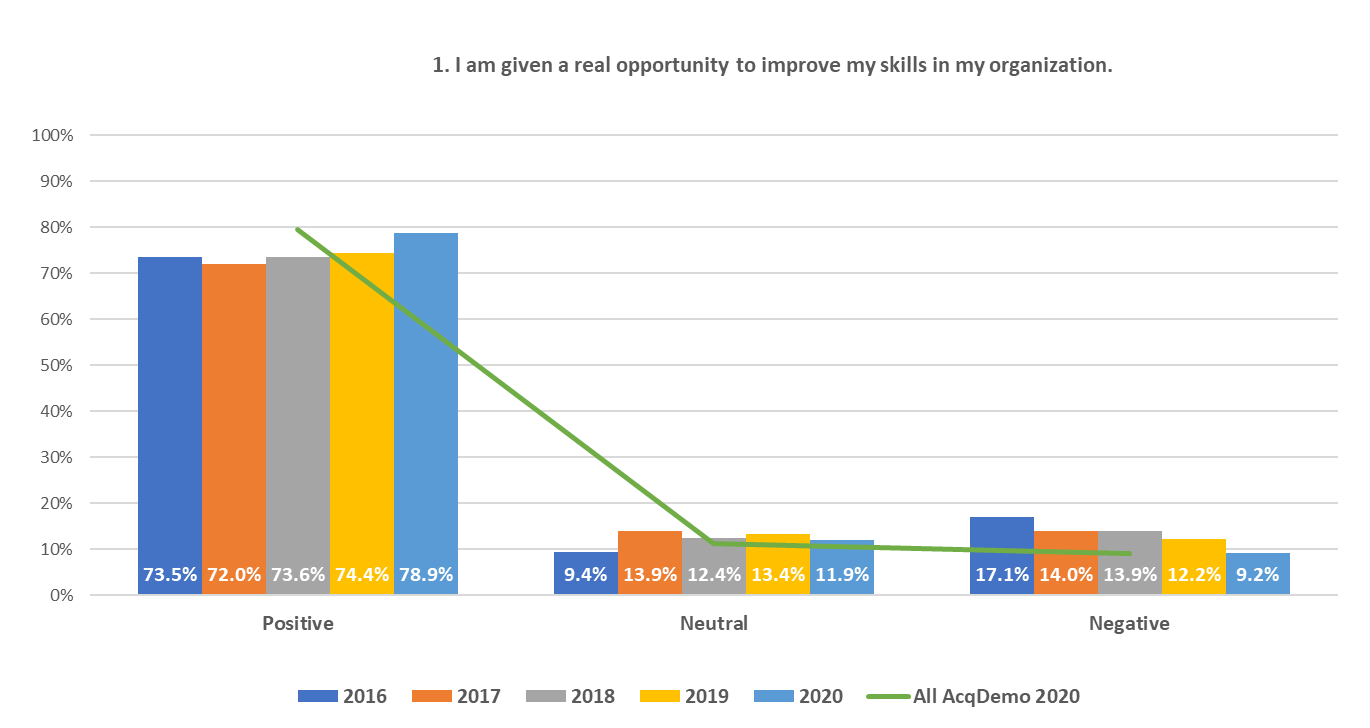 1. I am given a real opportunity to improve my skills in my organization.
100%
90%
80%
70%
60%
50%
40%
30%
20%
10%
0%
73.5% 72.0% 73.6% 74.4% 78.9%
9.4% 13.9% 12.4% 13.4% 11.9%
17.1% 14.0% 13.9% 12.2% 9.2%
Positive Neutral Negative
2016 2017 2018 2019 2020 All AcqDemo 2020